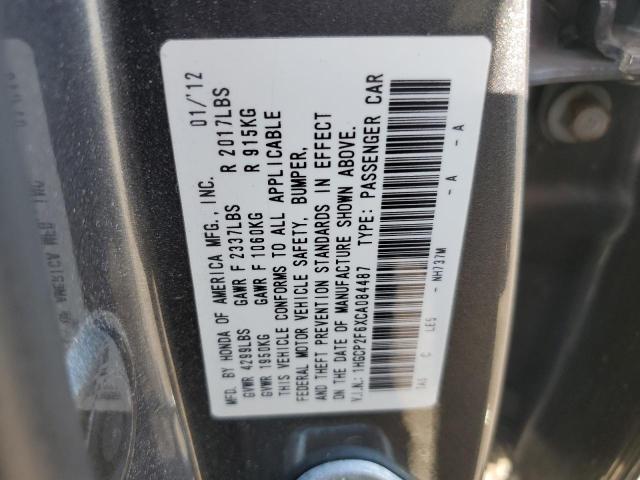 MFD. BY HONDA OF AMERICA MFG., INC. 01/'12
GVWR 4299LBS GAWR F 2337LBS R 2017LBS
GVWR 1950KG GAWR F 1060KG R 915KG
THIS VEHICLE CONFORMS TO ALL APPLICABLE
FEDERAL MOTOR VEHICLE SAFETY, BUMPER,
AND THEFT PREVENTION STANDARDS IN EFFECT
ON THE DATE OF MANUFACTURE SHOWN ABOVE.
V.I.N.: 1HGCP2F6XCA084487 TYPE: PASSENGER CAR
TA5 C LE5 - NH737M - A - A